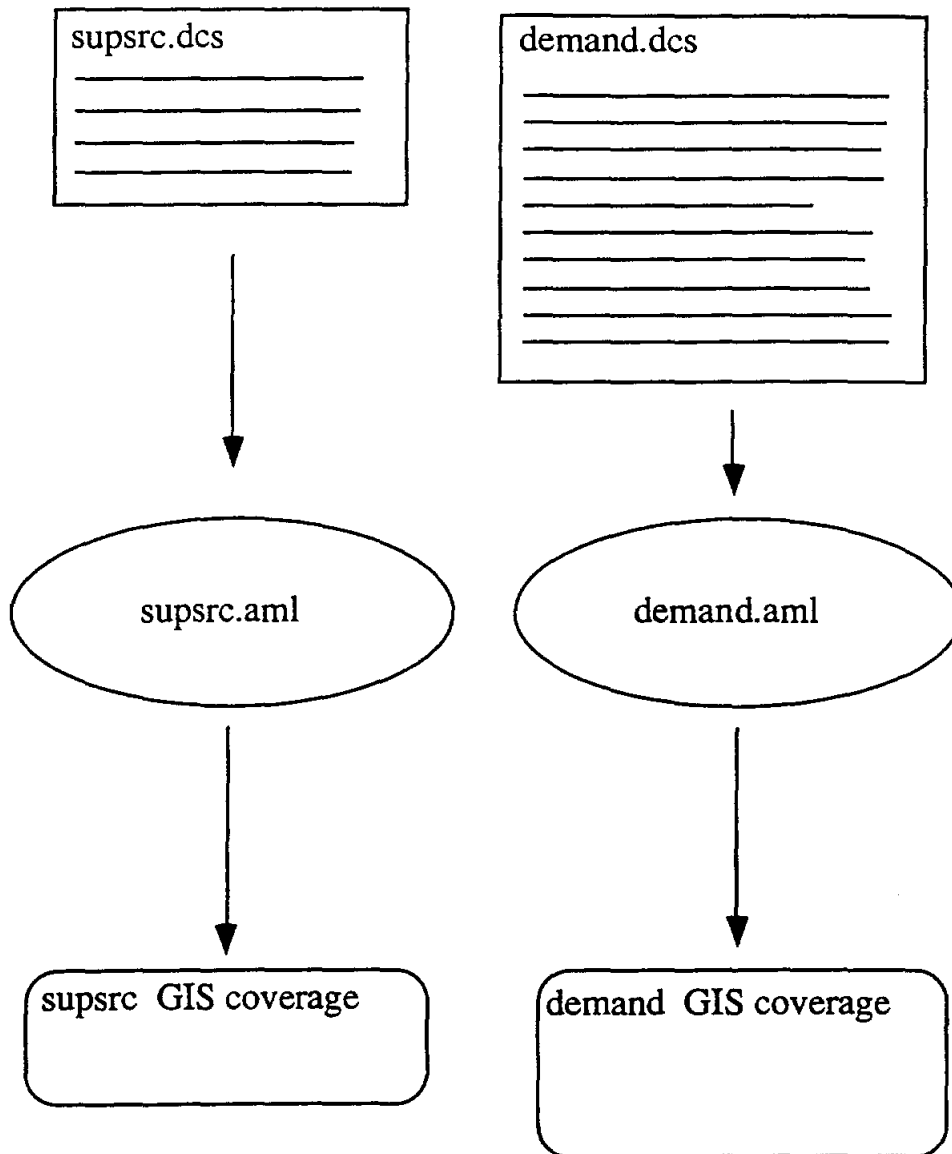 supsrc.dcs
demand.dcs
supsrc.aml
demand.aml
supsrc GIS coverage
demand GIS coverage